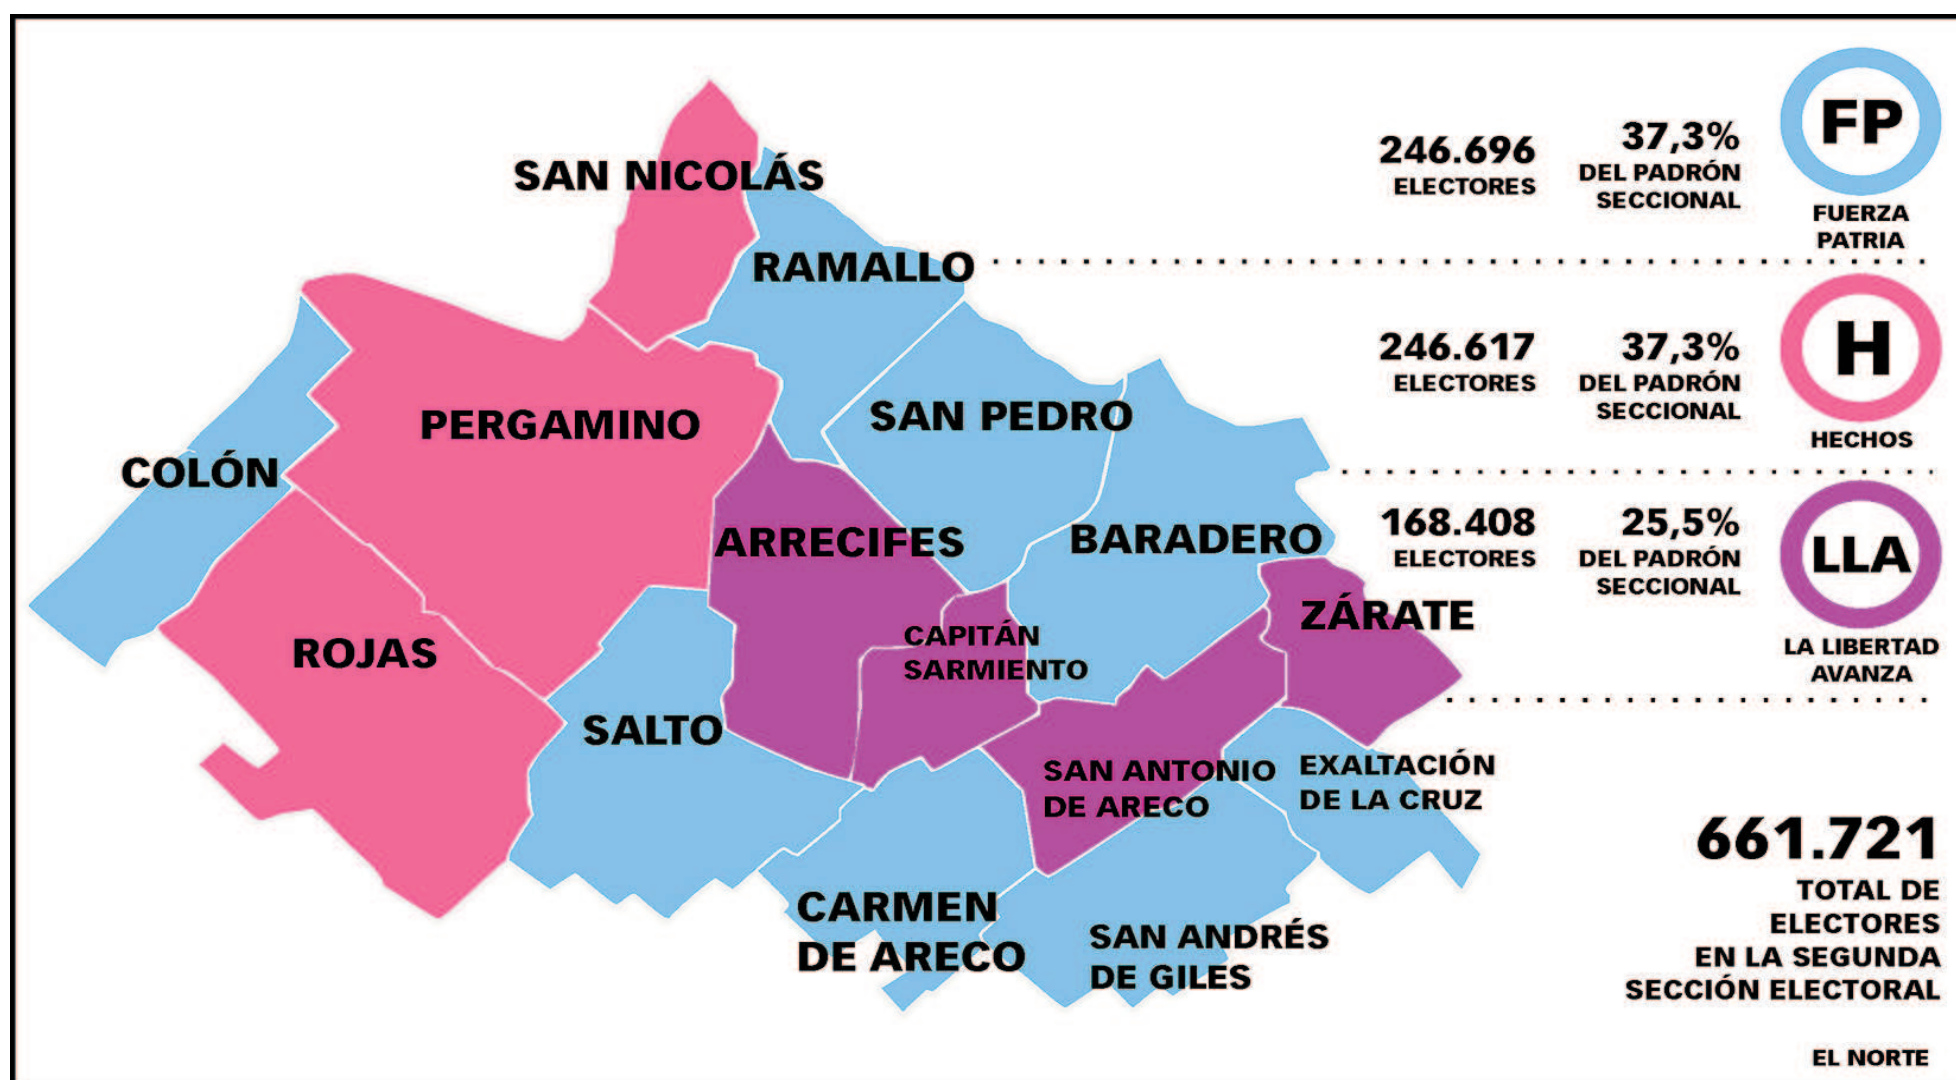 SAN NICOLÁS
RAMALLO
PERGAMINO
SAN PEDRO
COLÓN
ARRECIFES
BARADERO
ZÁRATE
ROJAS
CAPITÁN
SARMIENTO
SALTO
SAN ANTONIO
DE ARECO
EXALTACIÓN
DE LA CRUZ
CARMEN
DE ARECO
SAN ANDRÉS
DE GILES
246.696
ELECTORES
37,3%
DEL PADRÓN
SECCIONAL
FP
FUERZA
PATRIA
246.617
ELECTORES
37,3%
DEL PADRÓN
SECCIONAL
H
HECHOS
168.408
ELECTORES
25,5%
DEL PADRÓN
SECCIONAL
LLA
LA LIBERTAD
AVANZA
661.721
TOTAL DE
ELECTORES
EN LA SEGUNDA
SECCIÓN ELECTORAL
EL NORTE